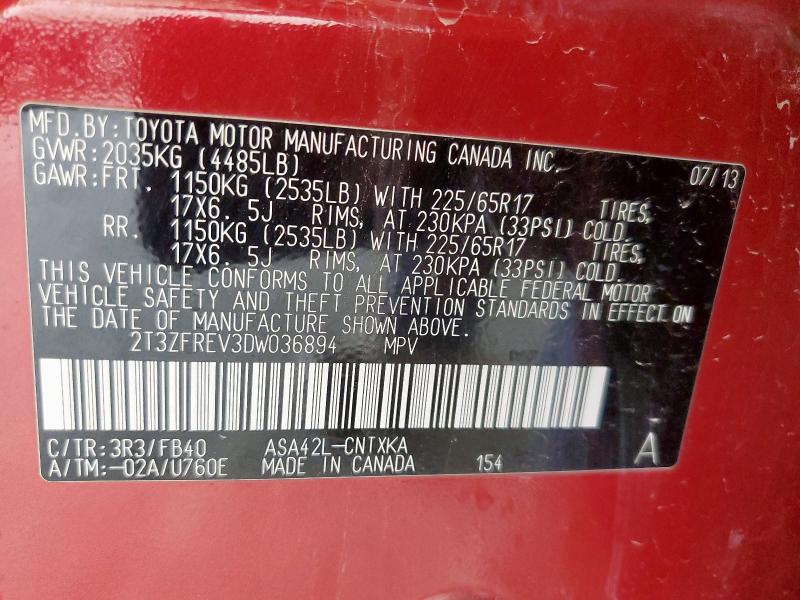 MFD.BY:TOYOTA MOTOR MANUFACTURING CANADA INC. 07/13
GVWR:2035KG (4485LB)
GAWR:FRT. 1150KG (2535LB) WITH 225/65R17 TIRES,
17X6. 5J RIMS, AT 230KPA (33PSI) COLD.
RR. 1150KG (2535LB) WITH 225/65R17 TIRES,
17X6. 5J RIMS, AT 230KPA (33PSI) COLD.
THIS VEHICLE CONFORMS TO ALL APPLICABLE FEDERAL MOTOR
VEHICLE SAFETY AND THEFT PREVENTION STANDARDS IN EFFECT ON
THE DATE OF MANUFACTURE SHOWN ABOVE.
2T3ZFREV3DW036894 MPV
C/TR:3R3/FB40 ASA42L-CNTXKA A
A/TM:-02A/U760E MADE IN CANADA 154